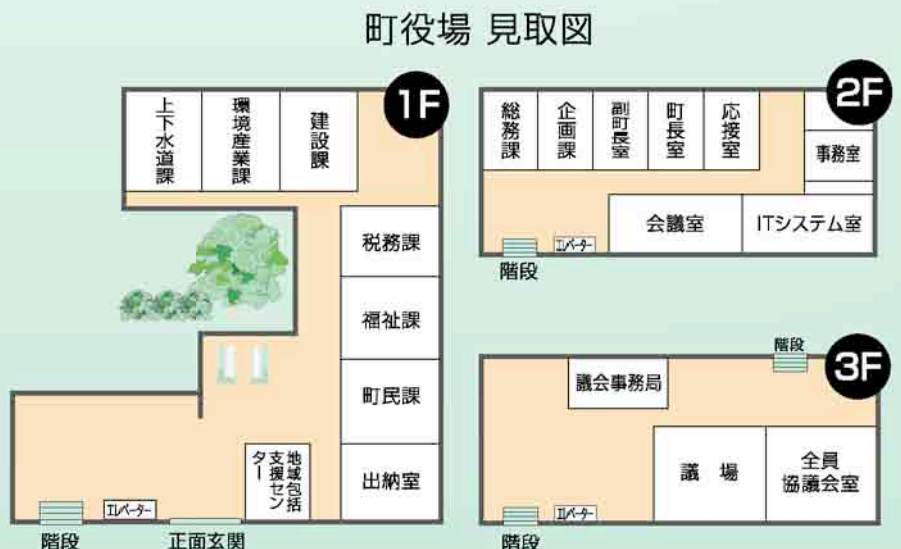 町役場 見取図
1F
上下水道課
環境産業課
建設課
税務課
福祉課
町民課
出納室
地域包括
支援セン
ター
エレベーター
階段
正面玄関
2F
総務課
企画課
副町長室
町長室
応接室
事務室
会議室
ITシステム室
エレベーター
階段
3F
階段
議会事務局
議 場
全員
協議会室
エレベーター
階段